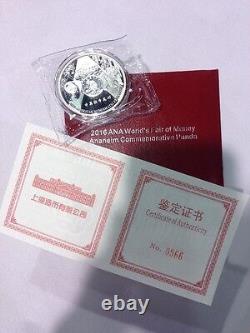 2016 ANA World's Fair of Money
Anaheim Commemorative Panda
上海造币有限公司
鉴定证书
Certificate of Authenticity
No.
ebay